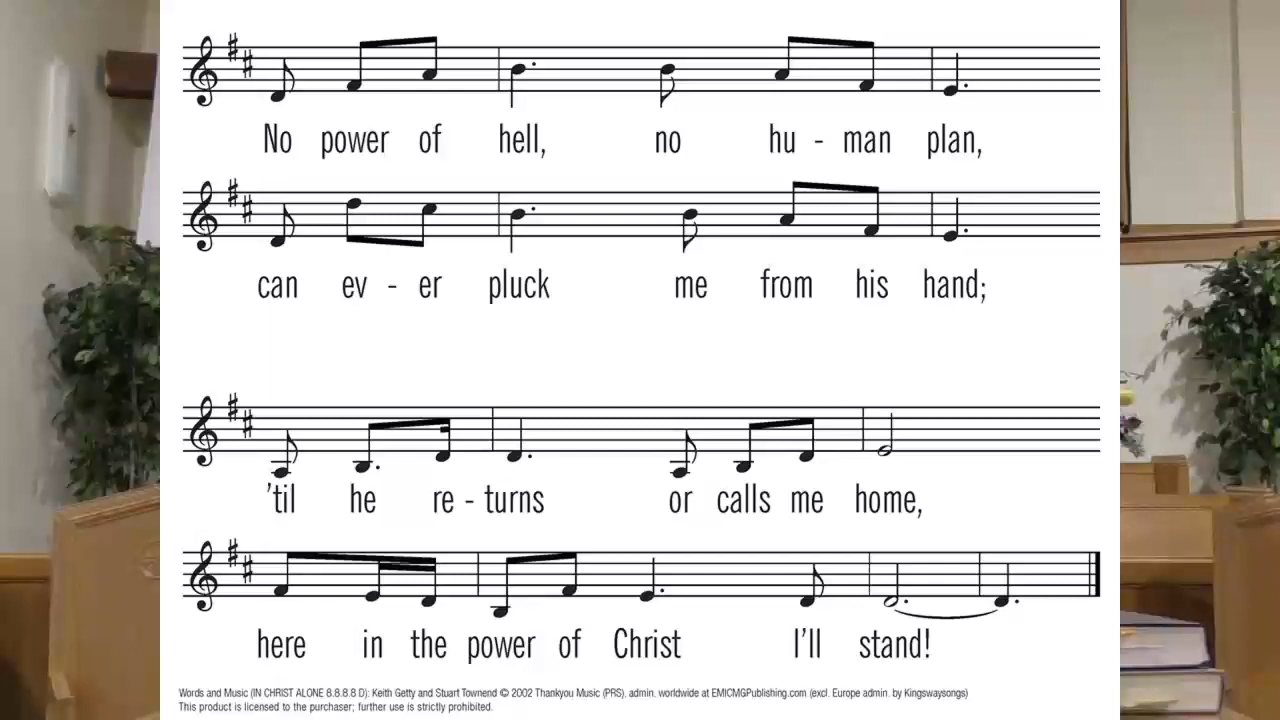 No power of hell, no hu - man plan,
can ev - er pluck me from his hand;
'til he re - turns or calls me home,
here in the power of Christ I'll stand!
Words and Music (IN CHRIST ALONE 8.8.8.8 D): Keith Getty and Stuart Townend © 2002 Thankyou Music (PRS), admin. worldwide at EMICMGPublishing.com (excl. Europe admin. by Kingswaysongs)
This product is licensed to the purchaser; further use is strictly prohibited.